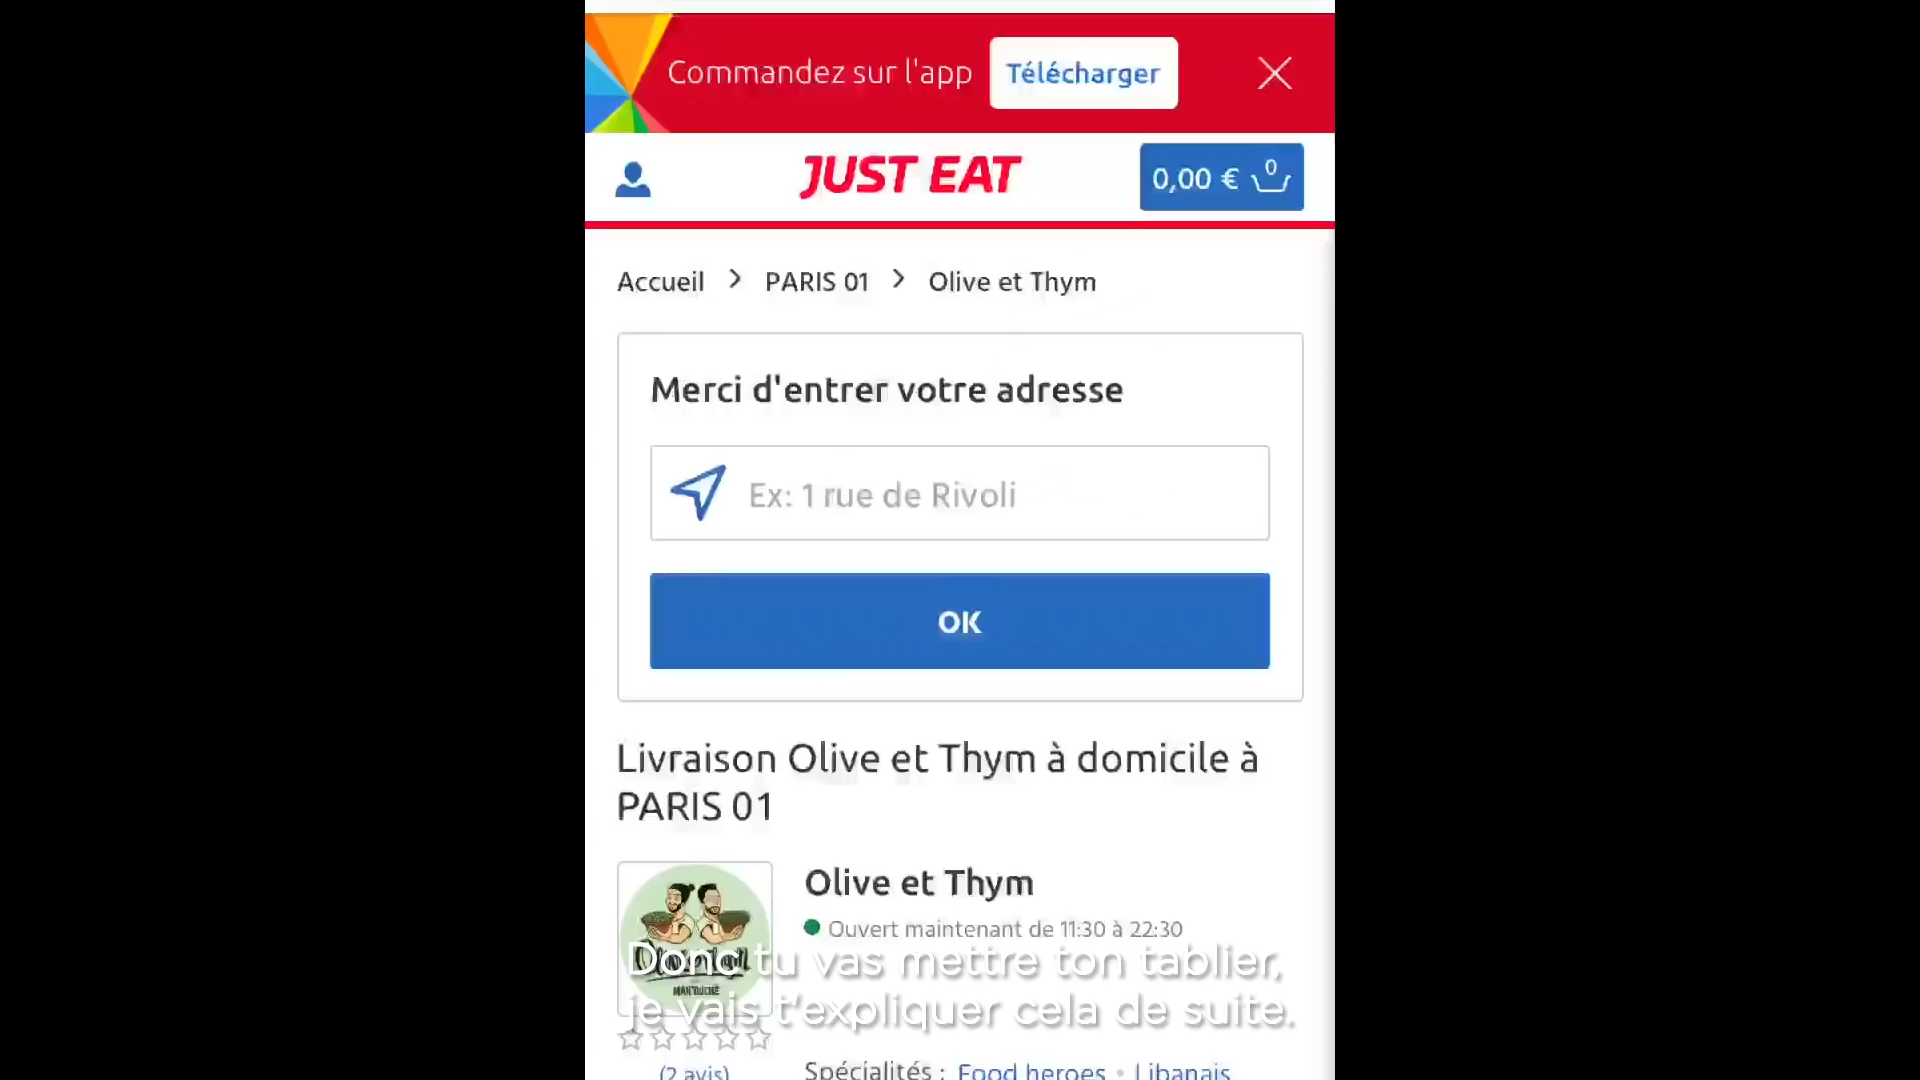 Commandez sur l'app Télécharger
JUST EAT
0,00 € 0
Accueil > PARIS 01 > Olive et Thym
Merci d'entrer votre adresse
Ex: 1 rue de Rivoli
OK
Livraison Olive et Thym à domicile à
PARIS 01
Olive et Thym
Ouvert maintenant de 11:30 à 22:30
Donc tu vas mettre ton tablier,
je vais t'expliquer cela de suite.
(2 avis)
Spécialités : Food heroes • Libanais